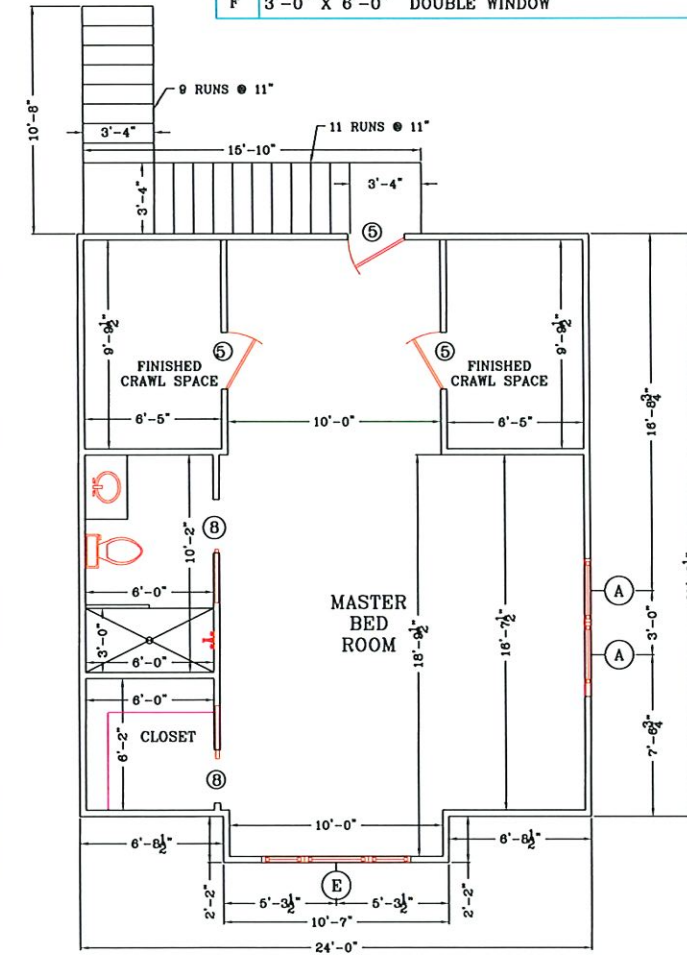 F 3'-0" X 6'-0" DOUBLE WINDOW
9 RUNS @ 11"
10'-8"
3'-4"
11 RUNS @ 11"
15'-10"
3'-4"
3'-4"
5
9'-9½"
9'-9½"
5
5
FINISHED
CRAWL SPACE
FINISHED
CRAWL SPACE
6'-5"
10'-0"
6'-5"
16'-8¾"
8
10'-2"
6'-0"
MASTER
BED
ROOM
18'-9½"
16'-7½"
A
3'-0"
A
3'-0"
6'-0"
6'-0"
CLOSET
6'-2"
7'-6¾"
8
10'-0"
6'-8½"
6'-8½"
2'-2"
E
2'-2"
5'-3½"
5'-3½"
10'-7"
24'-0"